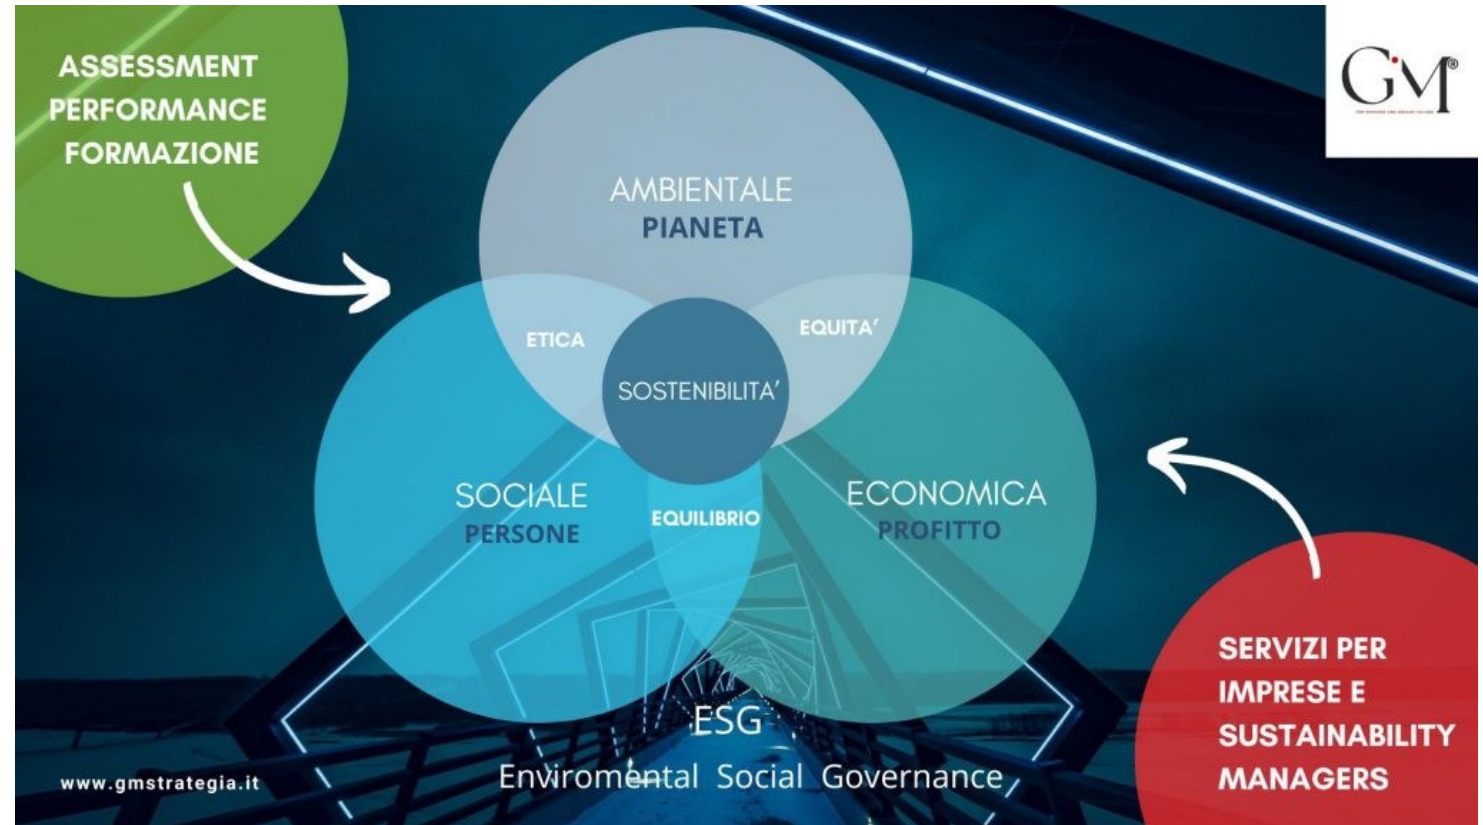 ASSESSMENT
PERFORMANCE
FORMAZIONE
GM®
AMBIENTALE
PIANETA
ETICA
EQUITA’
SOSTENIBILITA’
SOCIALE
PERSONE
EQUILIBRIO
ECONOMICA
PROFITTO
SERVIZI PER
IMPRESE E
SUSTAINABILITY
MANAGERS
ESG
Enviromental Social Governance
www.gmstrategia.it